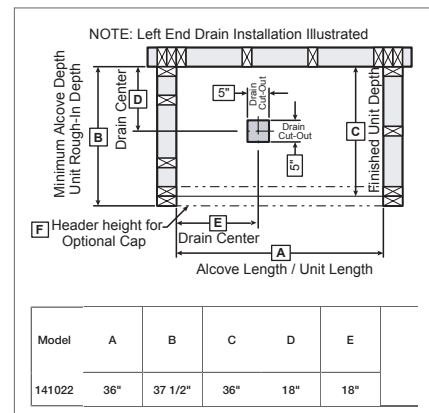 NOTE: Left End Drain Installation Illustrated
Minimum Alcove Depth
Unit Rough-In Depth
B
Drain Center
D
5"
Drain
Cut-Out
Drain
Cut-Out
5"
C
Finished Unit Depth
F Header height for
Optional Cap
E
Drain Center
A
Alcove Length / Unit Length
Model A B C D E
141022 36" 37 1/2" 36" 18" 18"